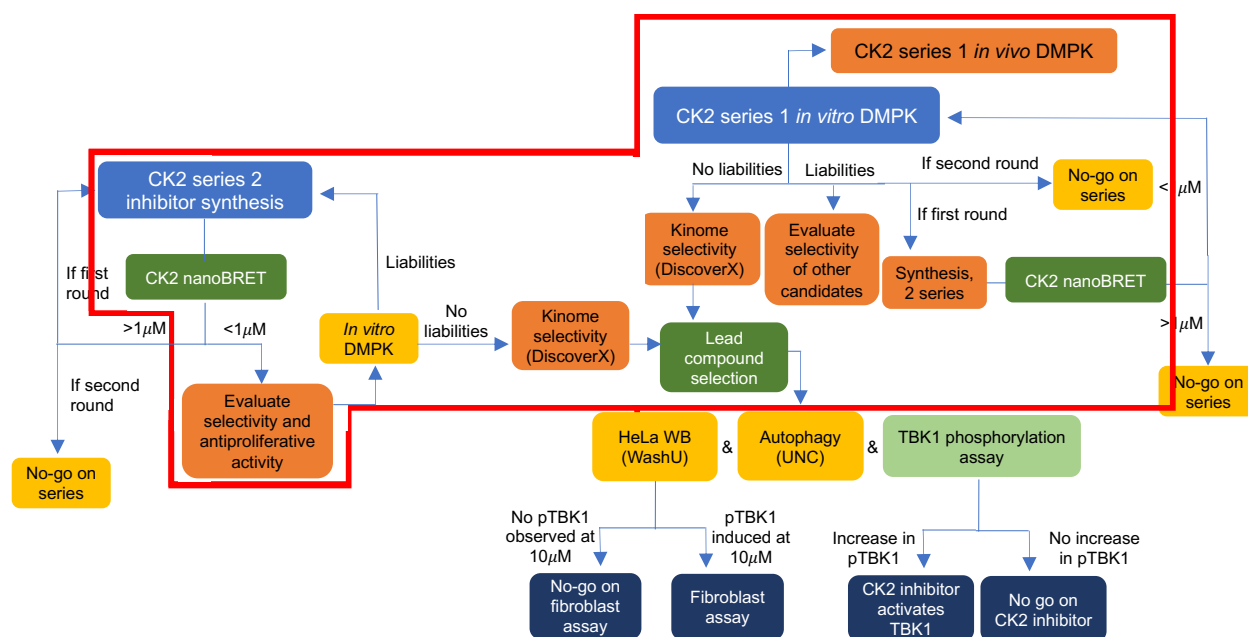 CK2 series 1 in vivo DMPK
CK2 series 1 in vitro DMPK
No liabilities
Liabilities
If second round
No-go on
series
< 1μM
If first round
Kinome
selectivity
(DiscoverX)
Evaluate
selectivity
of other
candidates
Synthesis,
2 series
CK2 nanoBRET
>1μM
No-go on
series
CK2 series 2
inhibitor synthesis
If first
round
CK2 nanoBRET
Liabilities
>1μM
<1μM
In vitro
DMPK
No
liabilities
Kinome
selectivity
(DiscoverX)
Lead
compound
selection
If second
round
Evaluate
selectivity and
antiproliferative
activity
No-go on
series
HeLa WB
(WashU)
&
Autophagy
(UNC)
&
TBK1 phosphorylation
assay
No pTBK1
observed at
10μM
pTBK1
induced at
10μM
Increase in
pTBK1
No increase
in pTBK1
No-go on
fibroblast
assay
Fibroblast
assay
CK2 inhibitor
activates
TBK1
No go on
CK2 inhibitor